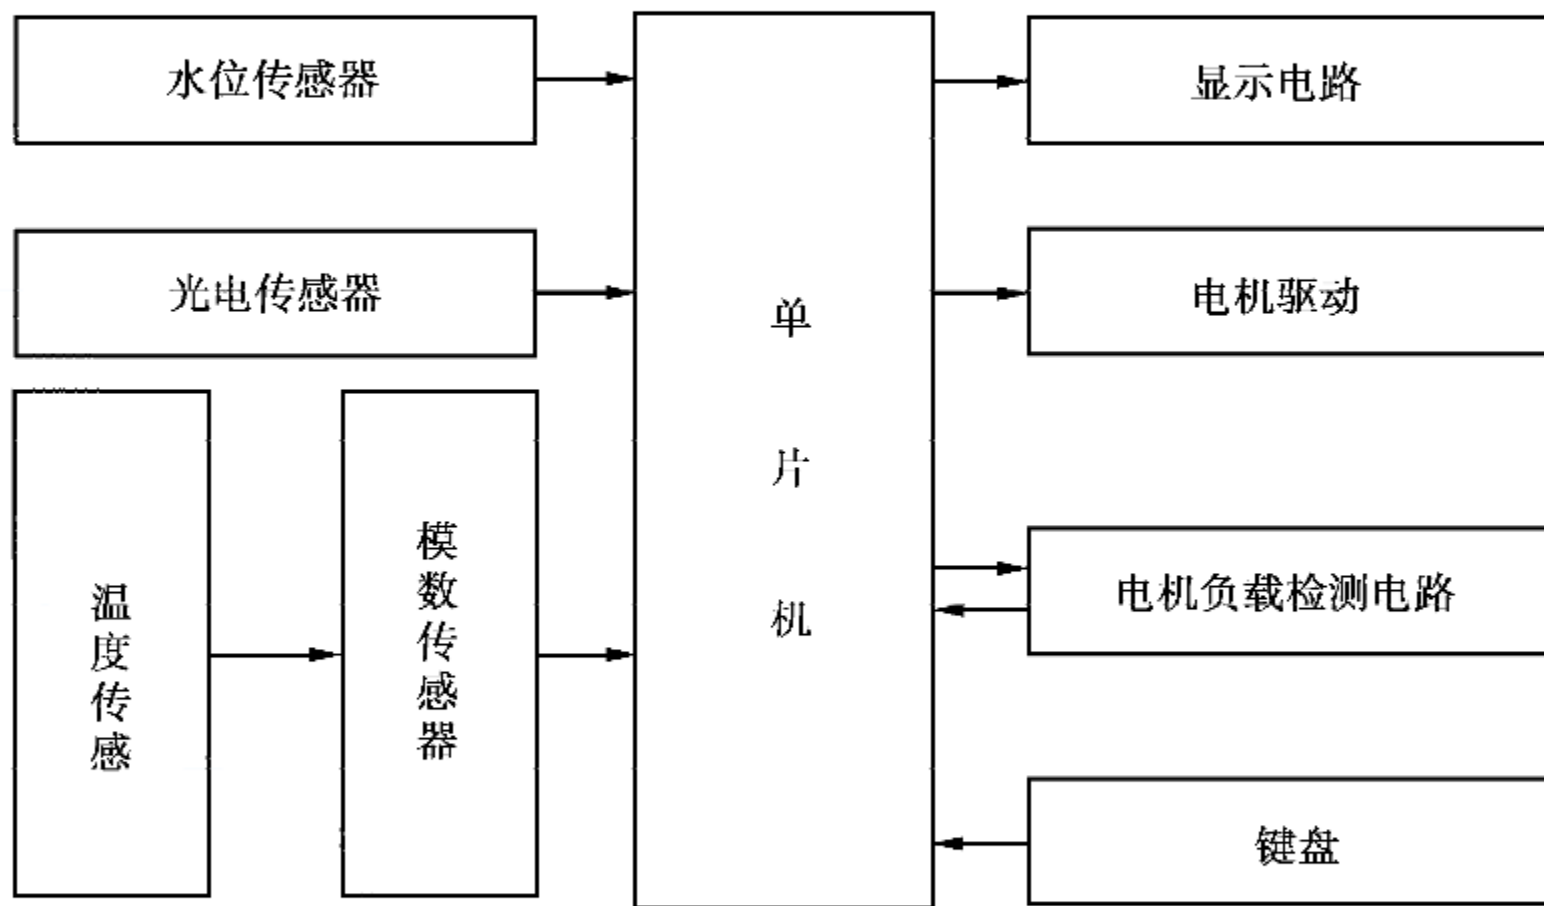 水位传感器
显示电路
光电传感器
电机驱动
单片机
温度传感
模数传感器
电机负载检测电路
键盘